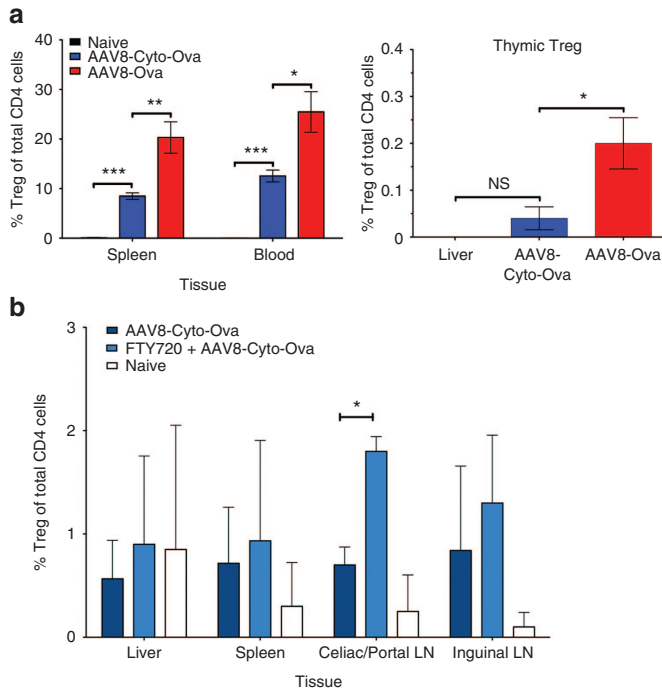 a
Naive
AAV8-Cyto-Ova
AAV8-Ova
% Treg of total CD4 cells
40
30
20
10
0
***
**
***
*
Spleen
Blood
Tissue
Thymic Treg
% Treg of total CD4 cells
0.4
0.3
0.2
0.1
0
NS
*
Liver
AAV8-
Cyto-Ova
AAV8-Ova
b
AAV8-Cyto-Ova
FTY720 + AAV8-Cyto-Ova
Naive
% Treg of total CD4 cells
3
2
1
0
*
Liver
Spleen
Celiac/Portal LN
Inguinal LN
Tissue